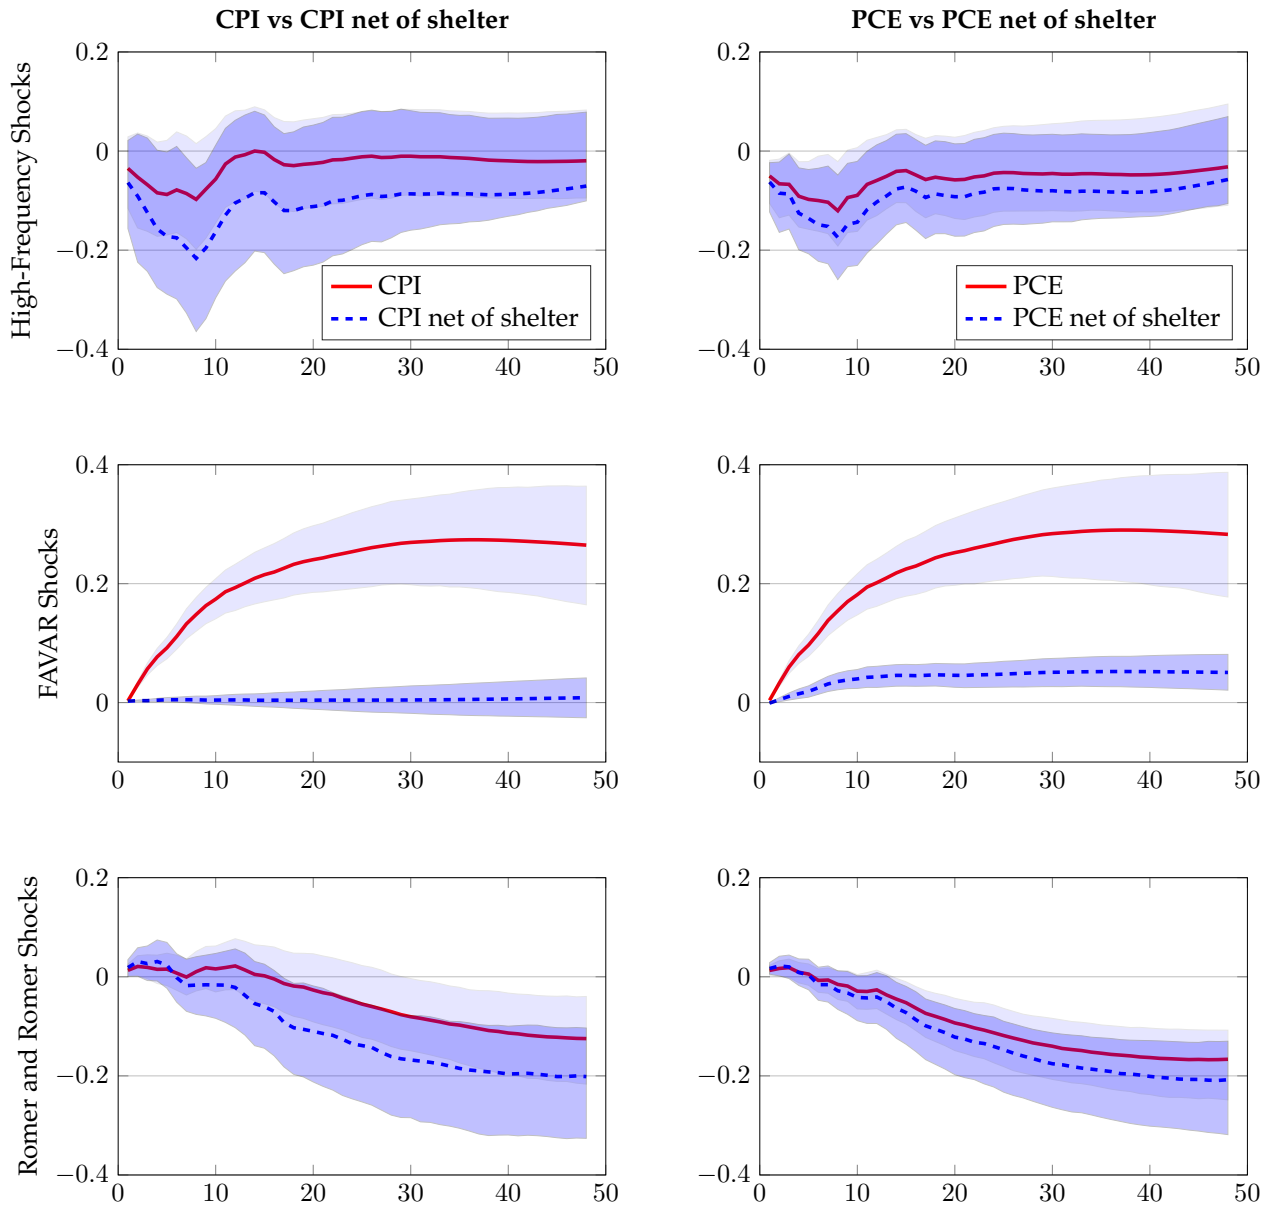 CPI vs CPI net of shelter
PCE vs PCE net of shelter
High-Frequency Shocks
0.2
0
−0.2
−0.4
0 10 20 30 40 50
CPI
CPI net of shelter
0.2
0
−0.2
−0.4
0 10 20 30 40 50
PCE
PCE net of shelter
FAVAR Shocks
0.4
0.2
0
0 10 20 30 40 50
0.4
0.2
0
0 10 20 30 40 50
Romer and Romer Shocks
0.2
0
−0.2
−0.4
0 10 20 30 40 50
0.2
0
−0.2
−0.4
0 10 20 30 40 50